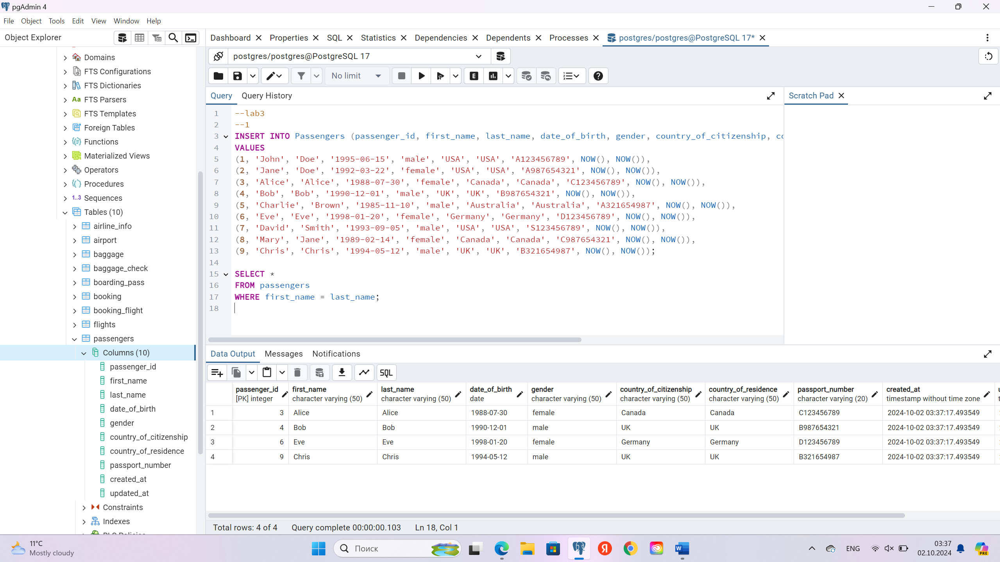 pgAdmin 4
File Object Tools Edit View Window Help
Object Explorer
Dashboard Properties SQL Statistics Dependencies Dependents Processes postgres/postgres@PostgreSQL 17*
postgres/postgres@PostgreSQL 17
No limit
Query Query History
Scratch Pad
Domains
FTS Configurations
FTS Dictionaries
Aa FTS Parsers
FTS Templates
Foreign Tables
Functions
Materialized Views
Operators
Procedures
1..3 Sequences
Tables (10)
airline_info
airport
baggage
baggage_check
boarding_pass
booking
booking_flight
flights
passengers
Columns (10)
passenger_id
first_name
last_name
date_of_birth
gender
country_of_citizenship
country_of_residence
passport_number
created_at
updated_at
Constraints
Indexes
1 --lab3
2 --1
3 INSERT INTO Passengers (passenger_id, first_name, last_name, date_of_birth, gender, country_of_citizenship, co
4 VALUES
5 (1, 'John', 'Doe', '1995-06-15', 'male', 'USA', 'USA', 'A123456789', NOW(), NOW()),
6 (2, 'Jane', 'Doe', '1992-03-22', 'female', 'USA', 'USA', 'A987654321', NOW(), NOW()),
7 (3, 'Alice', 'Alice', '1988-07-30', 'female', 'Canada', 'Canada', 'C123456789', NOW(), NOW()),
8 (4, 'Bob', 'Bob', '1990-12-01', 'male', 'UK', 'UK', 'B987654321', NOW(), NOW()),
9 (5, 'Charlie', 'Brown', '1985-11-10', 'male', 'Australia', 'Australia', 'A321654987', NOW(), NOW()),
10 (6, 'Eve', 'Eve', '1998-01-20', 'female', 'Germany', 'Germany', 'D123456789', NOW(), NOW()),
11 (7, 'David', 'Smith', '1993-09-05', 'male', 'USA', 'USA', 'S123456789', NOW(), NOW()),
12 (8, 'Mary', 'Jane', '1989-02-14', 'female', 'Canada', 'Canada', 'C987654321', NOW(), NOW()),
13 (9, 'Chris', 'Chris', '1994-05-12', 'male', 'UK', 'UK', 'B321654987', NOW(), NOW());
14
15 SELECT *
16 FROM passengers
17 WHERE first_name = last_name;
18
Data Output Messages Notifications
SQL
passenger_id first_name last_name date_of_birth gender country_of_citizenship country_of_residence passport_number created_at
[PK] integer character varying (50) character varying (50) date character varying (50) character varying (50) character varying (50) character varying (20) timestamp without time zone
1 3 Alice Alice 1988-07-30 female Canada Canada C123456789 2024-10-02 03:37:17.493549
2 4 Bob Bob 1990-12-01 male UK UK B987654321 2024-10-02 03:37:17.493549
3 6 Eve Eve 1998-01-20 female Germany Germany D123456789 2024-10-02 03:37:17.493549
4 9 Chris Chris 1994-05-12 male UK UK B321654987 2024-10-02 03:37:17.493549
Total rows: 4 of 4 Query complete 00:00:00.103 Ln 18, Col 1
11°C
Mostly cloudy
Поиск
ENG
03:37
02.10.2024
PRE